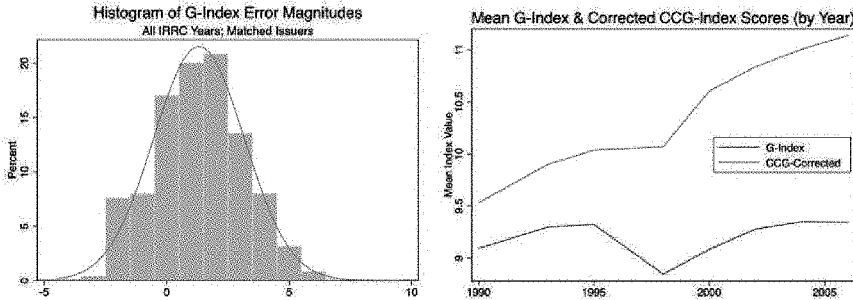 Histogram of G-Index Error Magnitudes
All IRRC Years; Matched Issuers
Percent
20
15
10
5
0
-5
0
5
10
Mean G-Index & Corrected CCG-Index Scores (by Year)
Mean Index Value
11
10.5
10
9.5
9
G-Index
CCG-Corrected
1990
1995
2000
2005